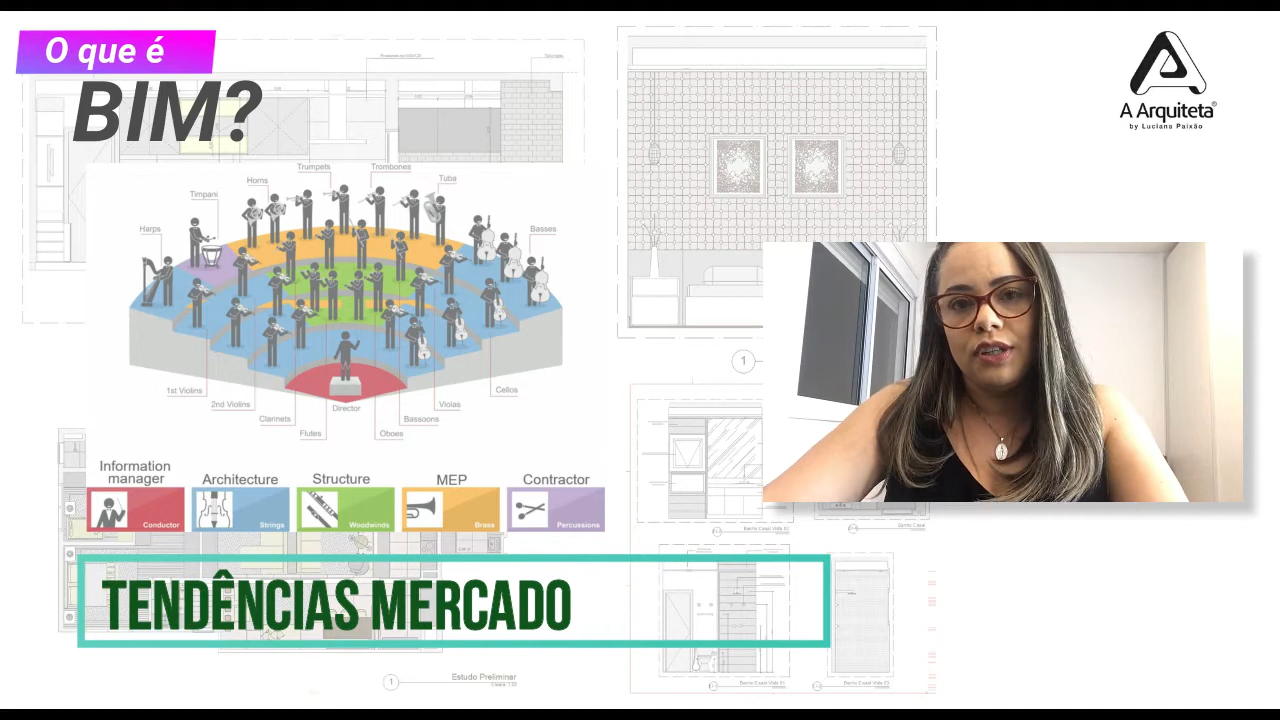 O que é
BIM?
A Arquiteta®
by Luciana Paixão
Trumpets
Trombones
Horns
Tuba
Timpani
Harps
Basses
1st Violins
2nd Violins
Clarinets
Flutes
Director
Oboes
Bassoons
Violas
Cellos
1
Information
manager
Architecture
Structure
MEP
Contractor
Conductor
Strings
Woodwinds
Brass
Percussions
TENDÊNCIAS MERCADO
1
Estudo Preliminar